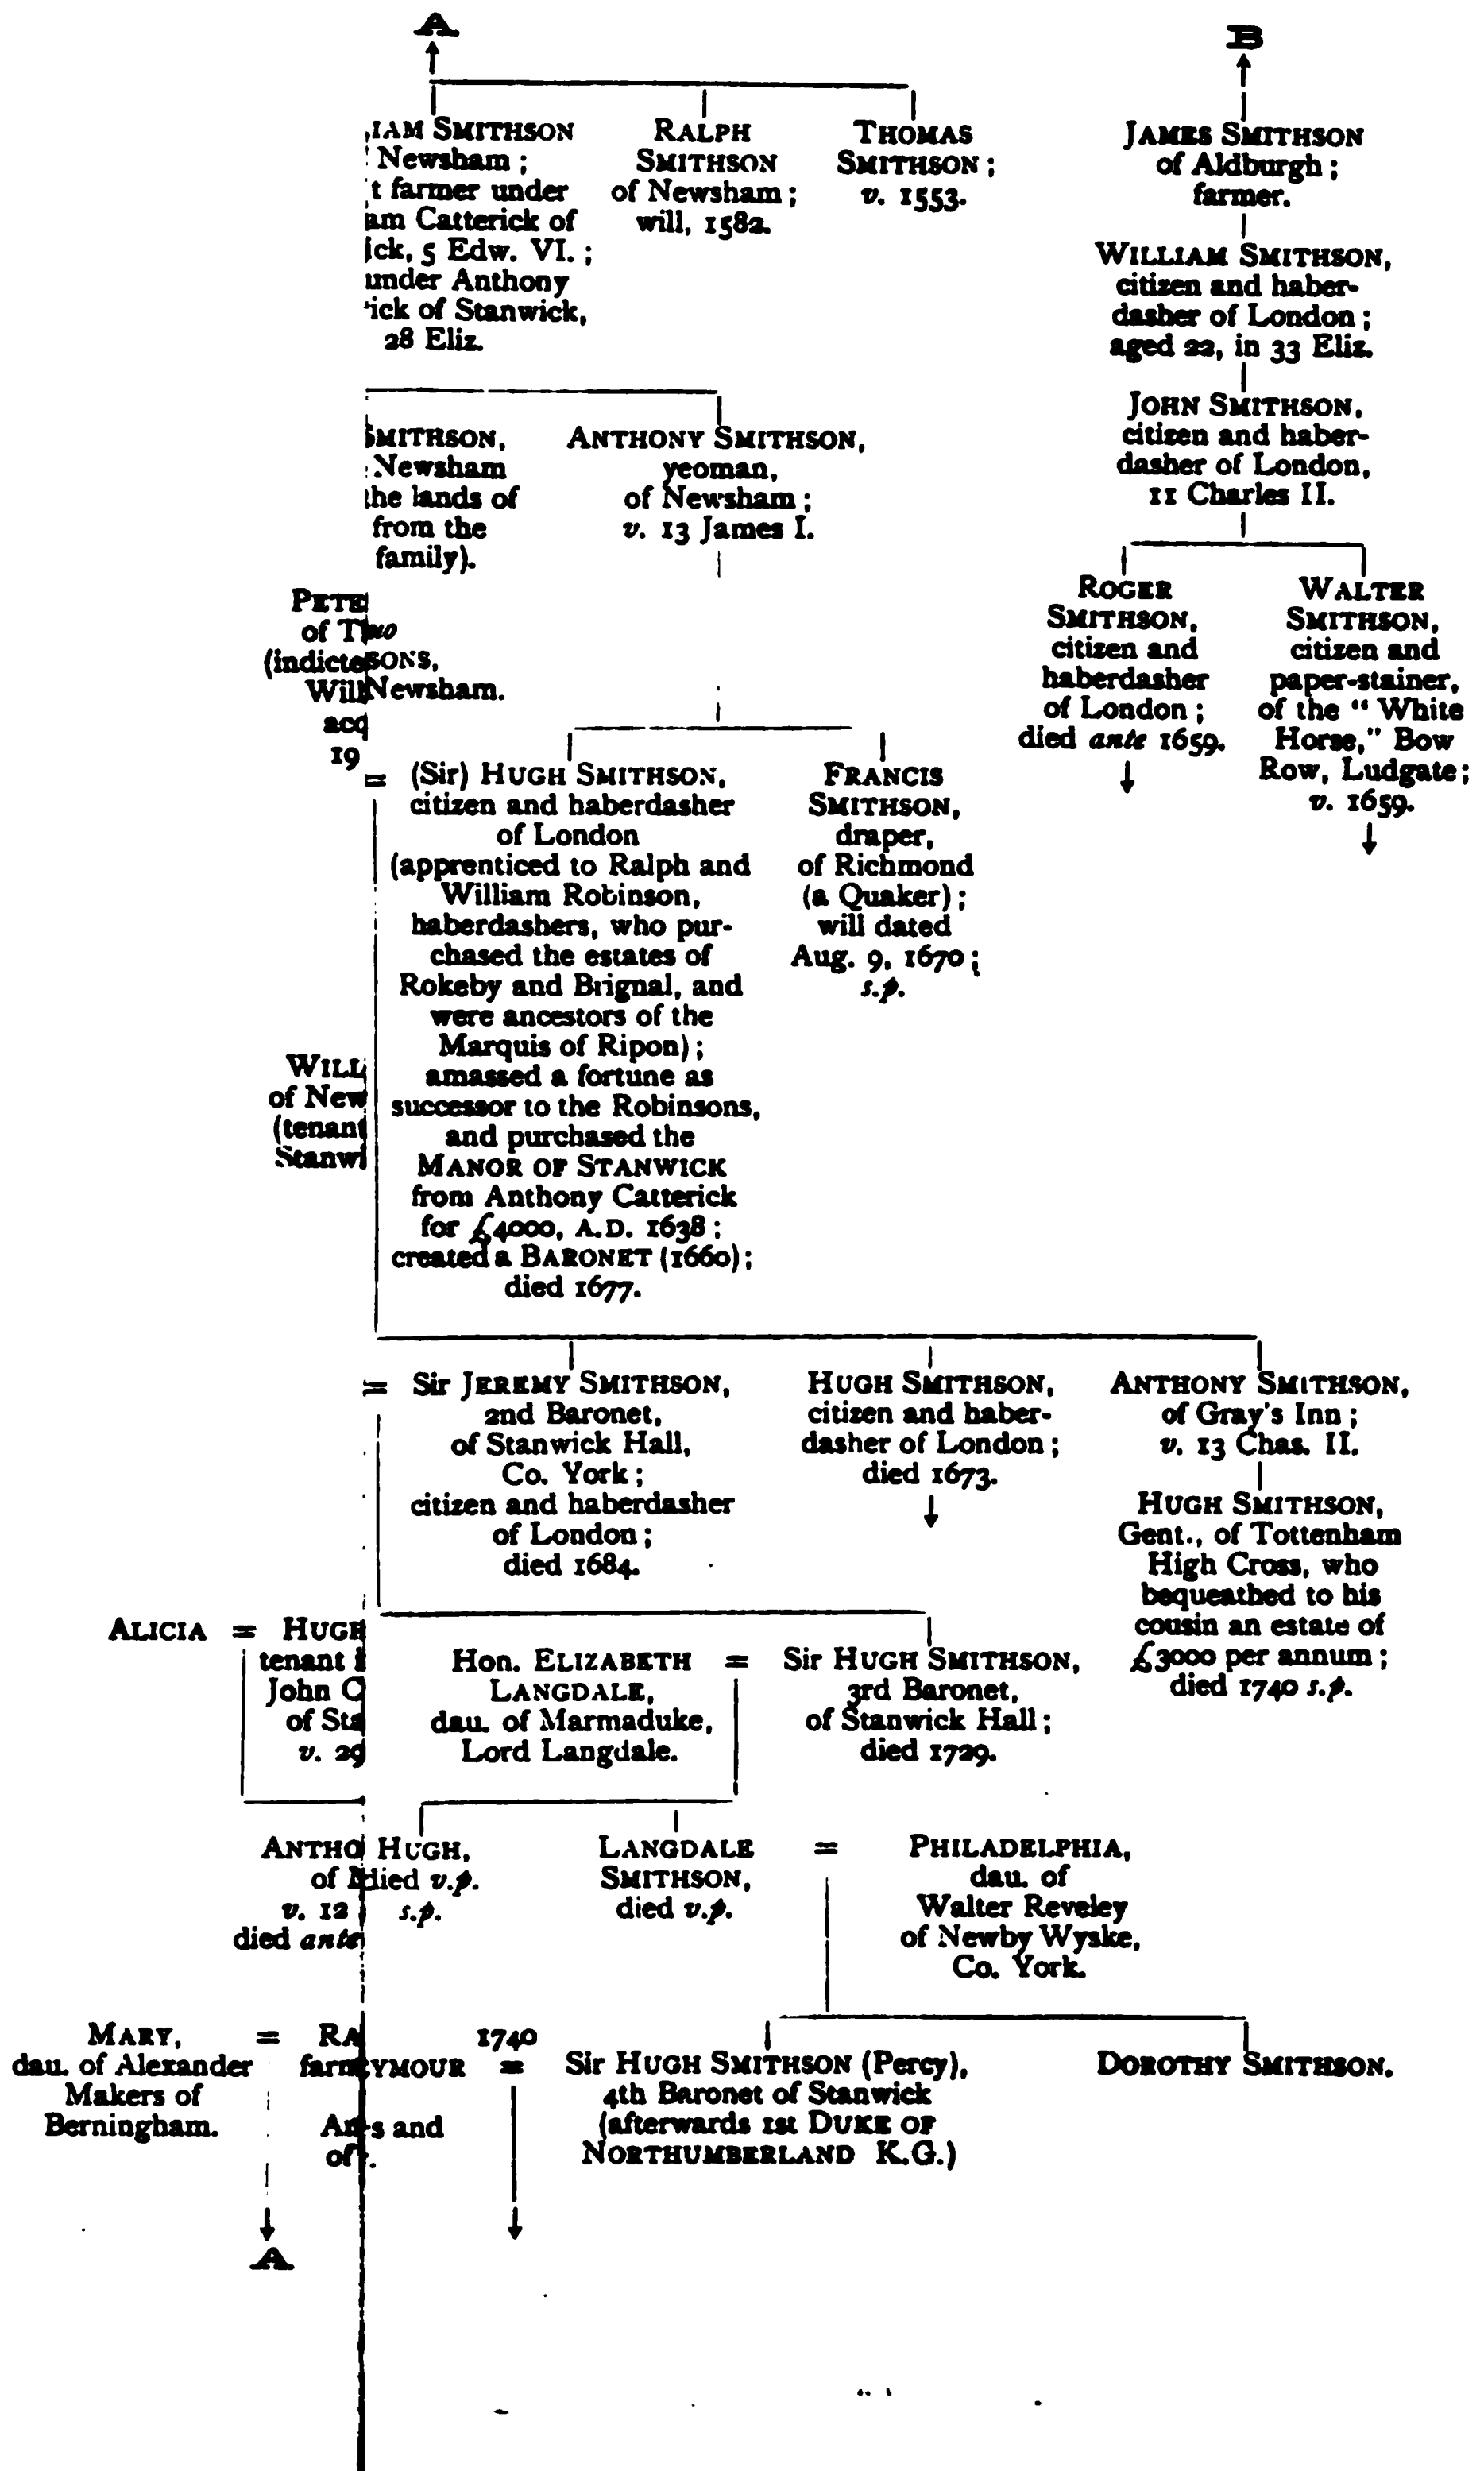 A
B
SMITHSON
Newsham;
farmer under
Catterick of
5 Edw. VI.;
under Anthony
of Stanwick,
28 Eliz.
RALPH
SMITHSON
of Newsham;
will, 1582.
THOMAS
SMITHSON;
v. 1553.
JAMES SMITHSON
of Aldburgh;
farmer.
WILLIAM SMITHSON,
citizen and haber-
dasher of London;
aged 22, in 33 Eliz.
JOHN SMITHSON,
citizen and haber-
dasher of London,
11 Charles II.
SMITHSON,
Newsham
the lands of
from the
family).
ANTHONY SMITHSON,
yeoman,
of Newsham;
v. 13 James I.
ROGER
SMITHSON,
citizen and
haberdasher
of London;
died ante 1659.
WALTER
SMITHSON,
citizen and
paper-stainer,
of the "White
Horse," Bow
Row, Ludgate;
v. 1659.
of
Newsham.
19
= (Sir) HUGH SMITHSON,
citizen and haberdasher
of London
(apprenticed to Ralph and
William Robinson,
haberdashers, who pur-
chased the estates of
Rokeby and Brignal, and
were ancestors of the
Marquis of Ripon);
amassed a fortune as
successor to the Robinsons,
and purchased the
MANOR OF STANWICK
from Anthony Catterick
for £4000, A.D. 1638;
created a BARONET (1660);
died 1677.
FRANCIS
SMITHSON,
draper,
of Richmond
(a Quaker);
will dated
Aug. 9, 1670;
s.p.
of
(tenant
= Sir JEREMY SMITHSON,
2nd Baronet,
of Stanwick Hall,
Co. York;
citizen and haberdasher
of London;
died 1684.
HUGH SMITHSON,
citizen and haber-
dasher of London;
died 1673.
ANTHONY SMITHSON,
of Gray's Inn;
v. 13 Chas. II.
HUGH SMITHSON,
Gent., of Tottenham
High Cross, who
bequeathed to his
cousin an estate of
£3000 per annum;
died 1740 s.p.
ALICIA = HUGH
tenant
John
of
v. 29
Hon. ELIZABETH
LANGDALE,
dau. of Marmaduke,
Lord Langdale.
= Sir HUGH SMITHSON,
3rd Baronet,
of Stanwick Hall;
died 1729.
of
v. 12
died ante
HUGH,
died v.p.
s.p.
LANGDALE
SMITHSON,
died v.p.
= PHILADELPHIA,
dau. of
Walter Reveley
of Newby Wyske,
Co. York.
MARY,
dau. of Alexander
Makers of
Berningham.
=
and
1740
=
Sir HUGH SMITHSON (Percy),
4th Baronet of Stanwick
(afterwards 1st DUKE OF
NORTHUMBERLAND K.G.)
DOROTHY SMITHSON.
A